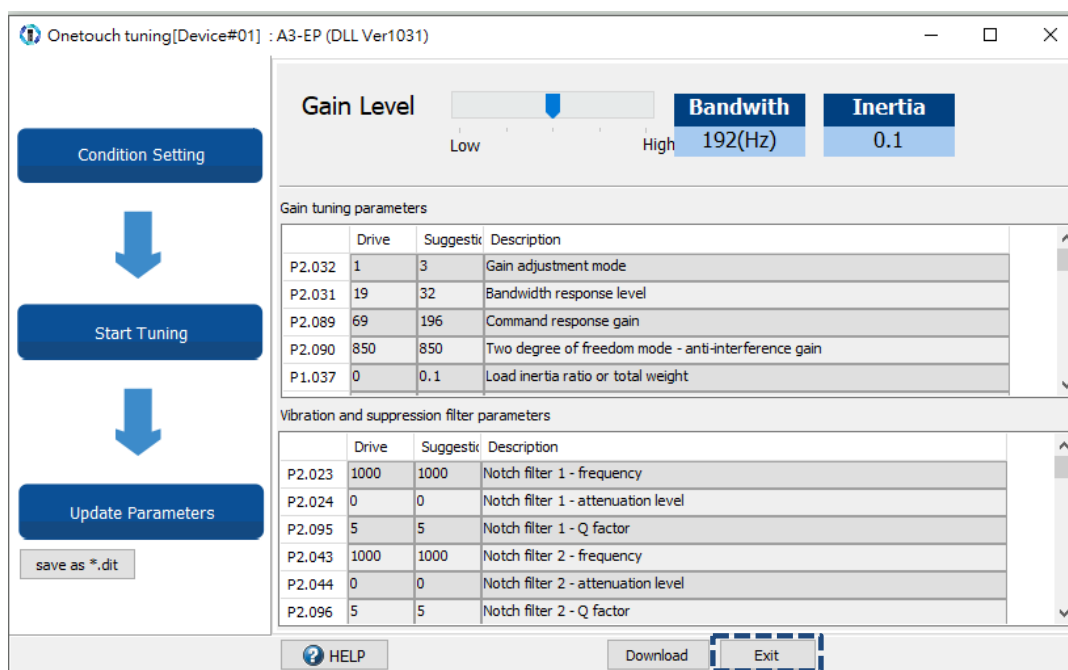 Onetouch tuning[Device#01] : A3-EP (DLL Ver1031)
Condition Setting
Start Tuning
Update Parameters
save as *.dit
Gain Level
Low
High
Bandwith
192(Hz)
Inertia
0.1
Gain tuning parameters
Drive Suggestic Description
P2.032 1 3 Gain adjustment mode
P2.031 19 32 Bandwidth response level
P2.089 69 196 Command response gain
P2.090 850 850 Two degree of freedom mode - anti-interference gain
P1.037 0 0.1 Load inertia ratio or total weight
Vibration and suppression filter parameters
Drive Suggestic Description
P2.023 1000 1000 Notch filter 1 - frequency
P2.024 0 0 Notch filter 1 - attenuation level
P2.095 5 5 Notch filter 1 - Q factor
P2.043 1000 1000 Notch filter 2 - frequency
P2.044 0 0 Notch filter 2 - attenuation level
P2.096 5 5 Notch filter 2 - Q factor
HELP
Download
Exit